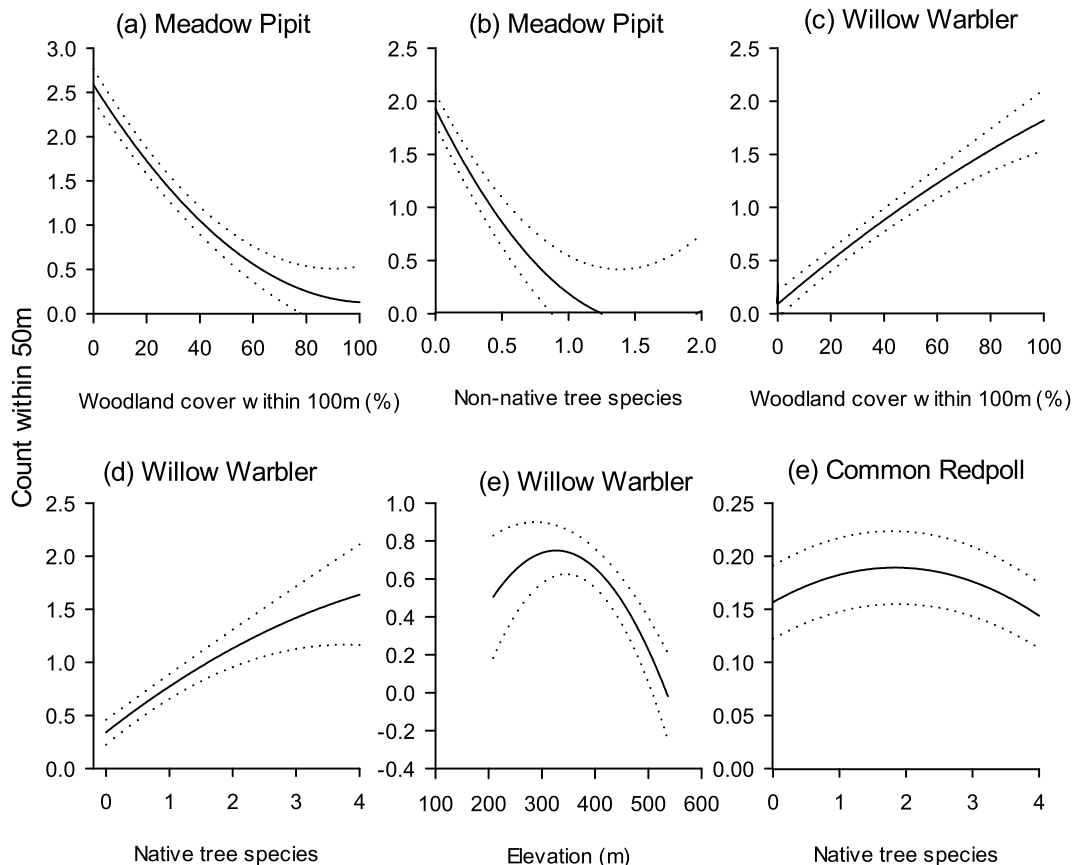 (a) Meadow Pipit
3.0
2.5
2.0
1.5
1.0
0.5
0.0
0 20 40 60 80 100
Woodland cover within 100m (%)
(b) Meadow Pipit
2.5
2.0
1.5
1.0
0.5
0.0
0.0 0.5 1.0 1.5 2.0
Non-native tree species
(c) Willow Warbler
2.5
2.0
1.5
1.0
0.5
0.0
0 20 40 60 80 100
Woodland cover within 100m (%)
Count within 50m
(d) Willow Warbler
2.5
2.0
1.5
1.0
0.5
0.0
0 1 2 3 4
Native tree species
(e) Willow Warbler
1.0
0.8
0.6
0.4
0.2
0.0
-0.2
-0.4
100 200 300 400 500 600
Elevation (m)
(e) Common Redpoll
0.25
0.20
0.15
0.10
0.05
0.00
0 1 2 3 4
Native tree species